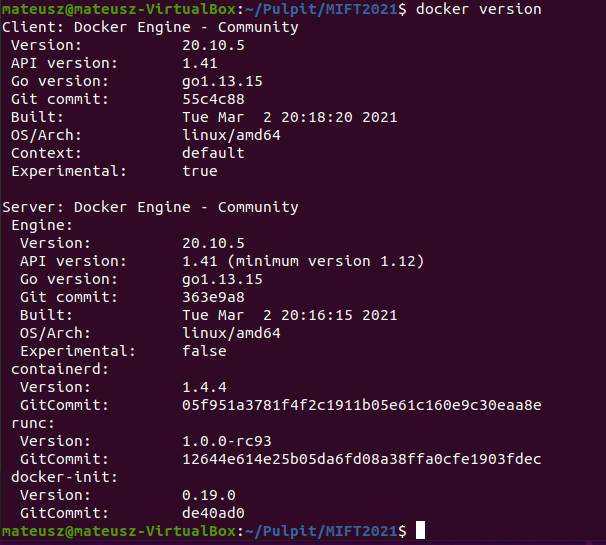 mateusz@mateusz-VirtualBox:~/Pulpit/MIFT2021$ docker version
Client: Docker Engine - Community
 Version:           20.10.5
 API version:       1.41
 Go version:        go1.13.15
 Git commit:        55c4c88
 Built:             Tue Mar  2 20:18:20 2021
 OS/Arch:           linux/amd64
 Context:           default
 Experimental:      true

Server: Docker Engine - Community
 Engine:
  Version:          20.10.5
  API version:      1.41 (minimum version 1.12)
  Go version:       go1.13.15
  Git commit:       363e9a8
  Built:            Tue Mar  2 20:16:15 2021
  OS/Arch:          linux/amd64
  Experimental:     false
 containerd:
  Version:          1.4.4
  GitCommit:        05f951a3781f4f2c1911b05e61c160e9c30eaa8e
 runc:
  Version:          1.0.0-rc93
  GitCommit:        12644e614e25b05da6fd08a38ffa0cfe1903fdec
 docker-init:
  Version:          0.19.0
  GitCommit:        de40ad0
mateusz@mateusz-VirtualBox:~/Pulpit/MIFT2021$